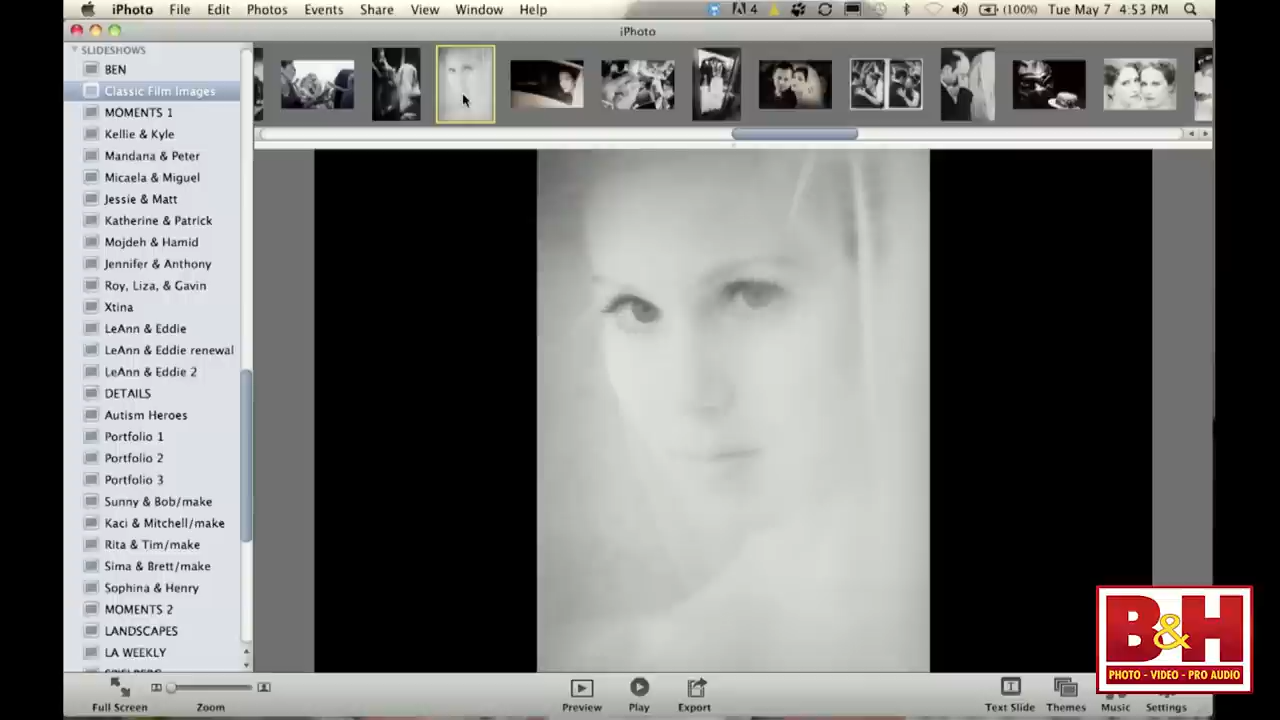 iPhoto File Edit Photos Events Share View Window Help 4 (100%) Tue May 7 4:53 PM
iPhoto
SLIDESHOWS
BEN
Classic Film Images
MOMENTS 1
Kellie & Kyle
Mandana & Peter
Micaela & Miguel
Jessie & Matt
Katherine & Patrick
Mojdeh & Hamid
Jennifer & Anthony
Roy, Liza, & Gavin
Xtina
LeAnn & Eddie
LeAnn & Eddie renewal
LeAnn & Eddie 2
DETAILS
Autism Heroes
Portfolio 1
Portfolio 2
Portfolio 3
Sunny & Bob/make
Kaci & Mitchell/make
Rita & Tim/make
Sima & Brett/make
Sophina & Henry
MOMENTS 2
LANDSCAPES
LA WEEKLY
B&H
PHOTO - VIDEO - PRO AUDIO
Full Screen Zoom Preview Play Export Text Slide Themes Music Settings